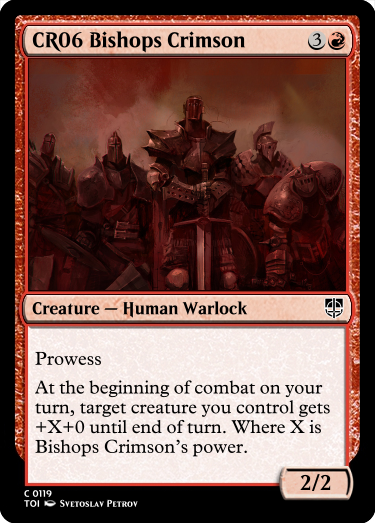 CR06 Bishops Crimson 3
Creature — Human Warlock
Prowess
At the beginning of combat on your
turn, target creature you control gets
+X+0 until end of turn. Where X is
Bishops Crimson's power.
2/2
C 0119
TOI Svetoslav Petrov